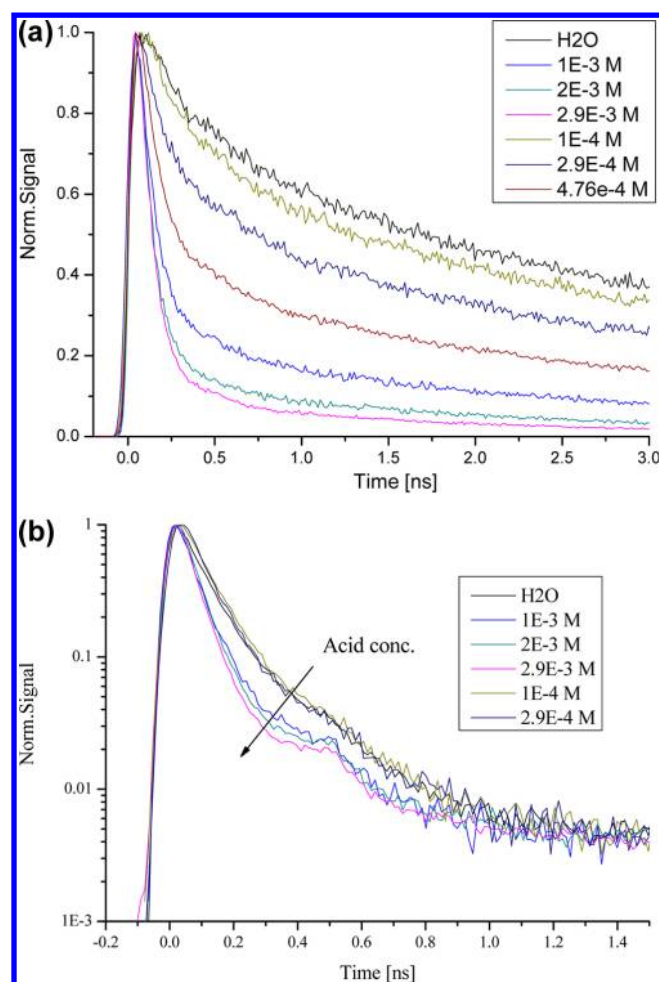 (a)
1.0
0.8
0.6
0.4
0.2
0.0
Norm.Signal
H2O
1E-3 M
2E-3 M
2.9E-3 M
1E-4 M
2.9E-4 M
4.76e-4 M
0.0 0.5 1.0 1.5 2.0 2.5 3.0
Time [ns]
(b)
1
0.1
0.01
1E-3
Norm.Signal
Acid conc.
H2O
1E-3 M
2E-3 M
2.9E-3 M
1E-4 M
2.9E-4 M
-0.2 0.0 0.2 0.4 0.6 0.8 1.0 1.2 1.4
Time [ns]